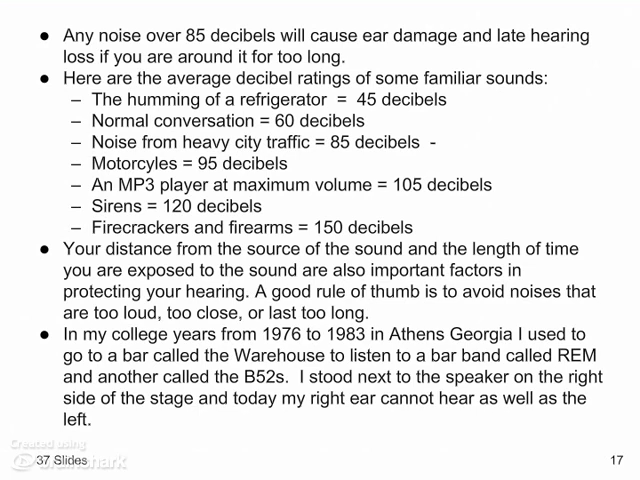 ● Any noise over 85 decibels will cause ear damage and late hearing
loss if you are around it for too long.
● Here are the average decibel ratings of some familiar sounds:
– The humming of a refrigerator = 45 decibels
– Normal conversation = 60 decibels
– Noise from heavy city traffic = 85 decibels -
– Motorcyles = 95 decibels
– An MP3 player at maximum volume = 105 decibels
– Sirens = 120 decibels
– Firecrackers and firearms = 150 decibels
● Your distance from the source of the sound and the length of time
you are exposed to the sound are also important factors in
protecting your hearing. A good rule of thumb is to avoid noises that
are too loud, too close, or last too long.
● In my college years from 1976 to 1983 in Athens Georgia I used to
go to a bar called the Warehouse to listen to a bar band called REM
and another called the B52s. I stood next to the speaker on the right
side of the stage and today my right ear cannot hear as well as the
left.
Created using
brainshark
37 Slides
17